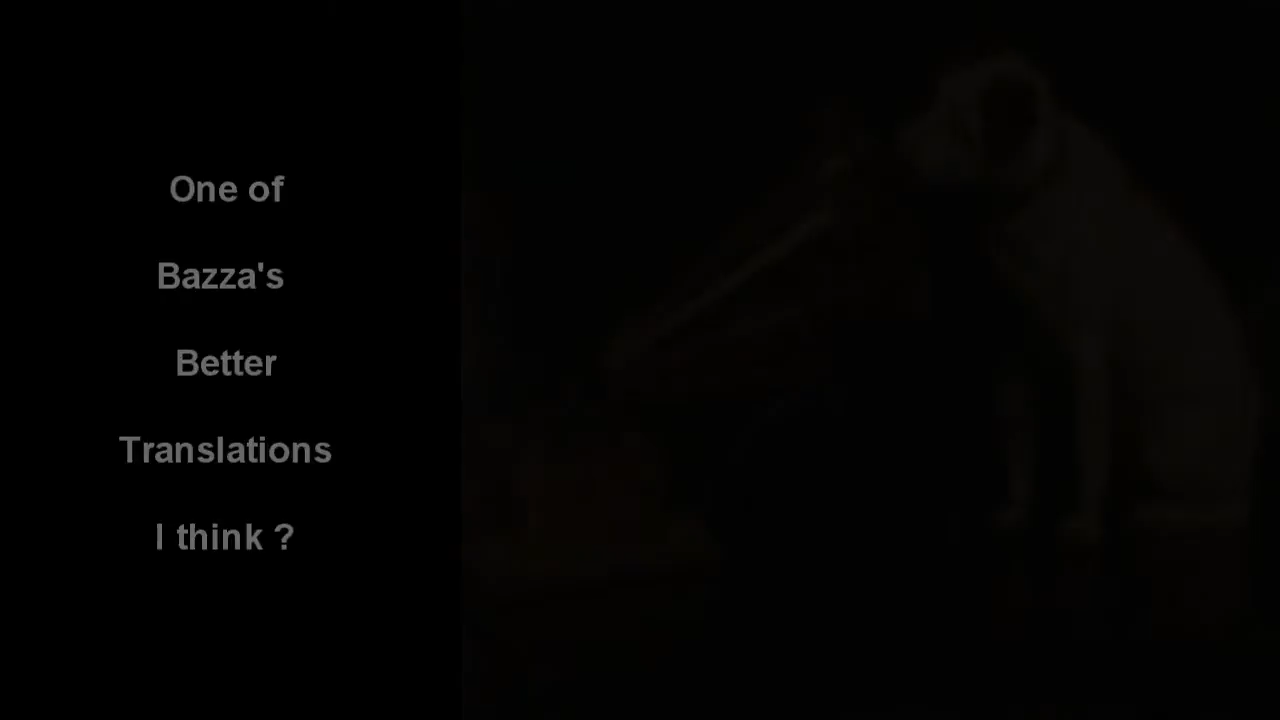 One of
Bazza's
Better
Translations
I think ?